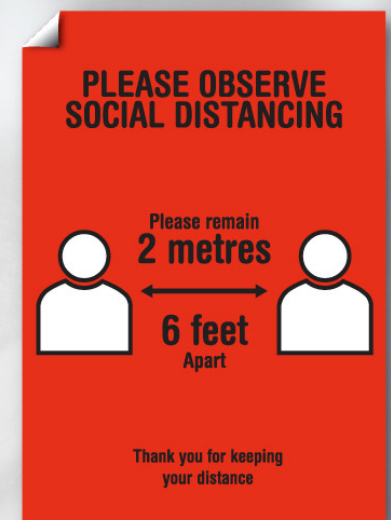 PLEASE OBSERVE
SOCIAL DISTANCING
Please remain
2 metres
6 feet
Apart
Thank you for keeping
your distance